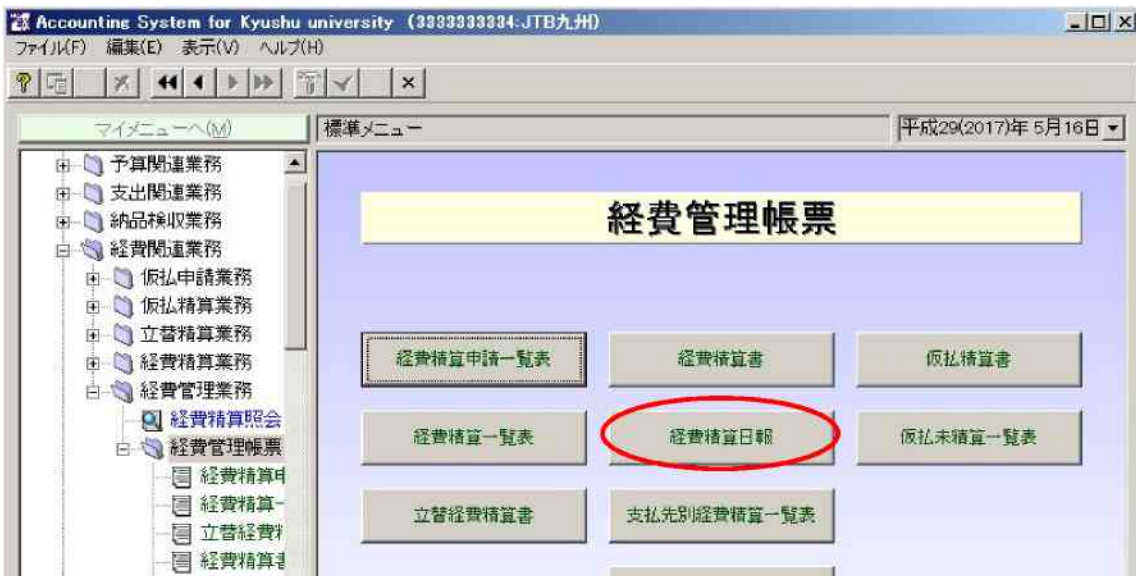 Accounting System for Kyushu university (3333333334:JTB九州)
ファイル(F) 編集(E) 表示(V) ヘルプ(H)
マイメニューへ(M)
標準メニュー
平成29(2017)年 5月16日
予算関連業務
支出関連業務
納品検収業務
経費関連業務
仮払申請業務
仮払精算業務
立替精算業務
経費精算業務
経費管理業務
経費精算照会
経費管理帳票
経費精算申
経費精算一
立替経費精
経費精算書
経費管理帳票
経費精算申請一覧表
経費精算書
仮払精算書
経費精算一覧表
経費精算日報
仮払未精算一覧表
立替経費精算書
支払先別経費精算一覧表